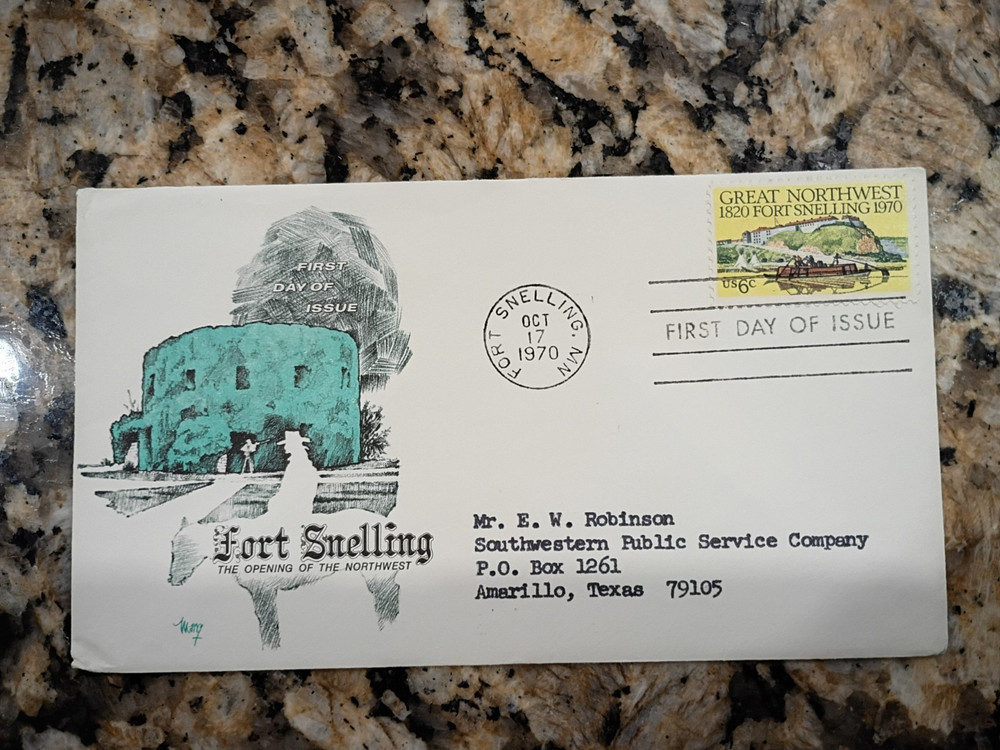 GREAT NORTHWEST
1820 FORT SNELLING 1970
US 6c
FIRST
DAY OF
ISSUE
FORT SNELLING, MN
OCT
17
1970
FIRST DAY OF ISSUE
Fort Snelling
THE OPENING OF THE NORTHWEST
Mr. E. W. Robinson
Southwestern Public Service Company
P.O. Box 1261
Amarillo, Texas 79105